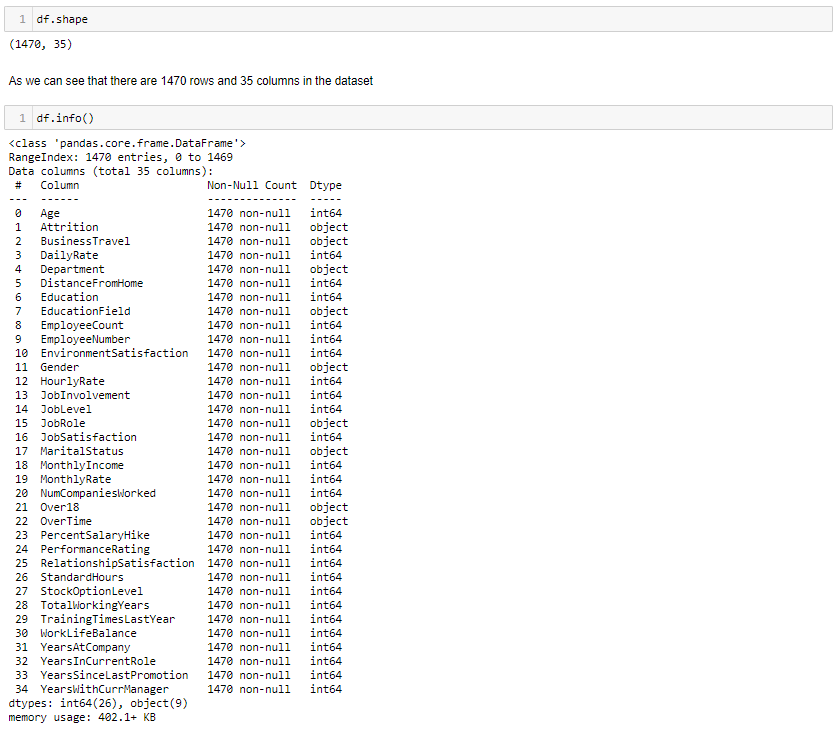 1 df.shape
(1470, 35)
As we can see that there are 1470 rows and 35 columns in the dataset
1 df.info()
<class 'pandas.core.frame.DataFrame'>
RangeIndex: 1470 entries, 0 to 1469
Data columns (total 35 columns):
 #   Column                    Non-Null Count  Dtype
---  ------                    --------------  -----
 0   Age                       1470 non-null   int64
 1   Attrition                 1470 non-null   object
 2   BusinessTravel            1470 non-null   object
 3   DailyRate                 1470 non-null   int64
 4   Department                1470 non-null   object
 5   DistanceFromHome          1470 non-null   int64
 6   Education                 1470 non-null   int64
 7   EducationField            1470 non-null   object
 8   EmployeeCount             1470 non-null   int64
 9   EmployeeNumber            1470 non-null   int64
 10  EnvironmentSatisfaction   1470 non-null   int64
 11  Gender                    1470 non-null   object
 12  HourlyRate                1470 non-null   int64
 13  JobInvolvement            1470 non-null   int64
 14  JobLevel                  1470 non-null   int64
 15  JobRole                   1470 non-null   object
 16  JobSatisfaction           1470 non-null   int64
 17  MaritalStatus             1470 non-null   object
 18  MonthlyIncome             1470 non-null   int64
 19  MonthlyRate               1470 non-null   int64
 20  NumCompaniesWorked        1470 non-null   int64
 21  Over18                    1470 non-null   object
 22  OverTime                  1470 non-null   object
 23  PercentSalaryHike         1470 non-null   int64
 24  PerformanceRating         1470 non-null   int64
 25  RelationshipSatisfaction  1470 non-null   int64
 26  StandardHours             1470 non-null   int64
 27  StockOptionLevel          1470 non-null   int64
 28  TotalWorkingYears         1470 non-null   int64
 29  TrainingTimesLastYear     1470 non-null   int64
 30  WorkLifeBalance           1470 non-null   int64
 31  YearsAtCompany            1470 non-null   int64
 32  YearsInCurrentRole        1470 non-null   int64
 33  YearsSinceLastPromotion   1470 non-null   int64
 34  YearsWithCurrManager      1470 non-null   int64
dtypes: int64(26), object(9)
memory usage: 402.1+ KB